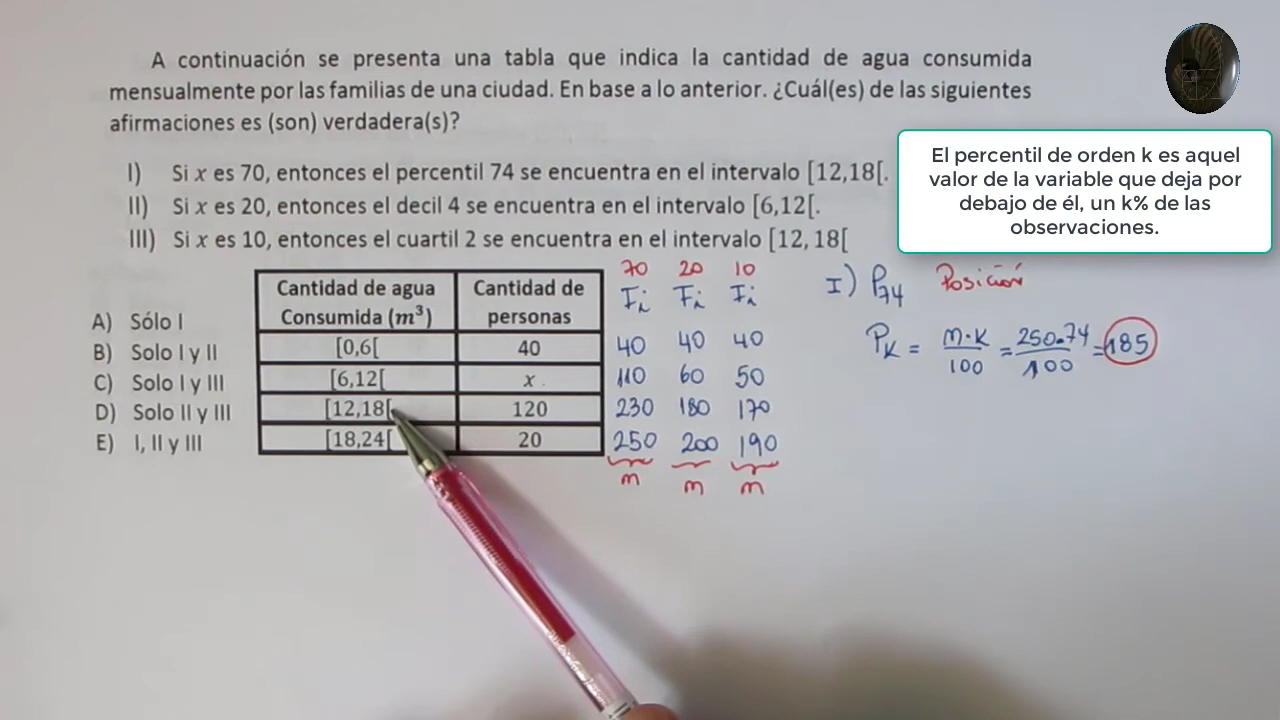 A continuación se presenta una tabla que indica la cantidad de agua consumida
mensualmente por las familias de una ciudad. En base a lo anterior. ¿Cuál(es) de las siguientes
afirmaciones es (son) verdadera(s)?
El percentil de orden k es aquel
valor de la variable que deja por
debajo de él, un k% de las
observaciones.
I) Si x es 70, entonces el percentil 74 se encuentra en el intervalo [12,18[.
II) Si x es 20, entonces el decil 4 se encuentra en el intervalo [6,12[.
III) Si x es 10, entonces el cuartil 2 se encuentra en el intervalo [12, 18[
A) Sólo I
B) Solo I y II
C) Solo I y III
D) Solo II y III
E) I, II y III
Cantidad de agua Consumida (m³) Cantidad de personas
[0,6[ 40
[6,12[ x
[12,18[ 120
[18,24[ 20
70 20 10
Fi Fi Fi
40 40 40
110 60 50
230 180 170
250 200 190
m m m
I) P74 Posición
PK = m·K/100 = 250·74/100 = 185